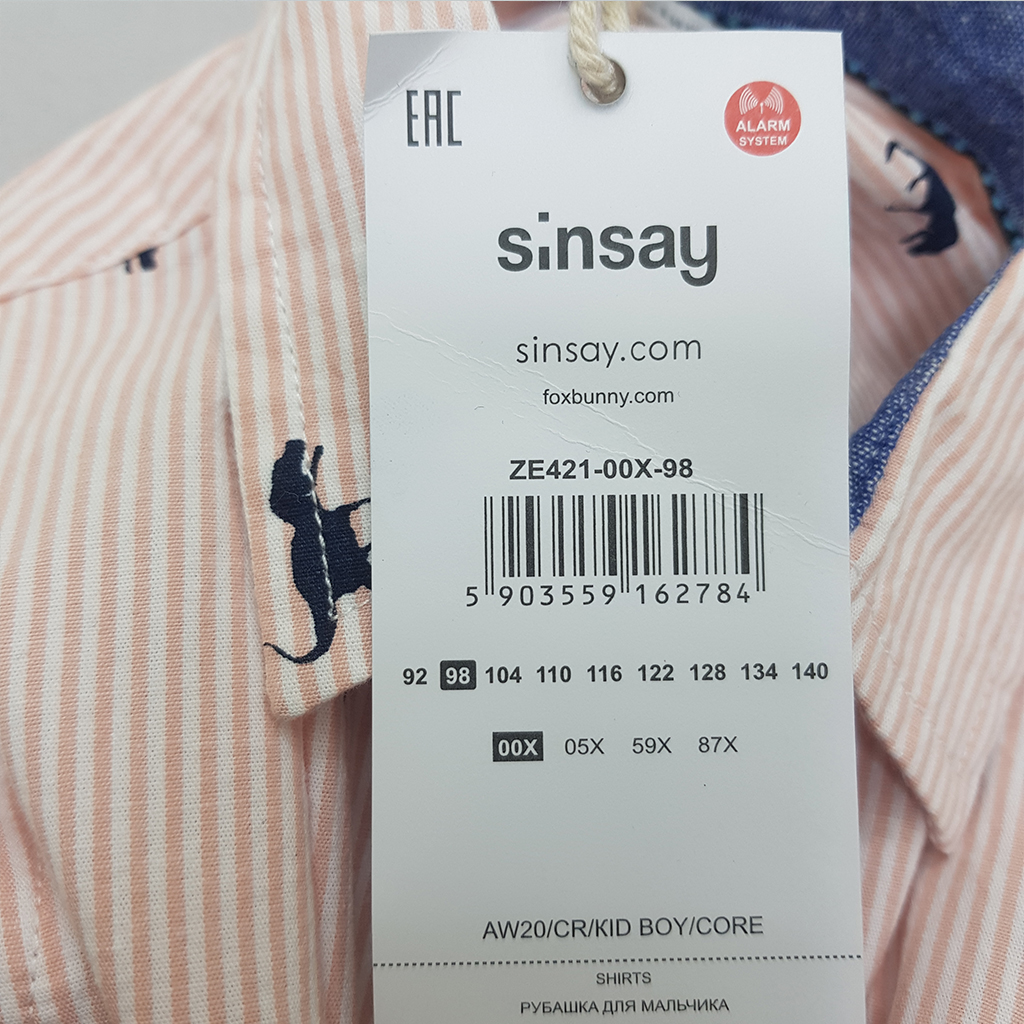 EAC
ALARM
SYSTEM
sinsay
sinsay.com
foxbunny.com
ZE421-00X-98
5 903559 162784
92 98 104 110 116 122 128 134 140
00X 05X 59X 87X
AW20/CR/KID BOY/CORE
SHIRTS
РУБАШКА ДЛЯ МАЛЬЧИКА